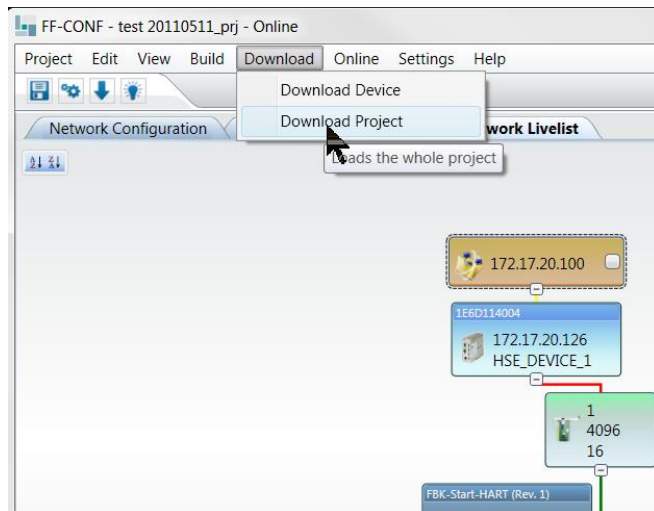 FF-CONF - test 20110511_prj - Online
Project Edit View Build Download Online Settings Help
Download Device
Download Project
Network Configuration
work Livelist
Loads the whole project
172.17.20.100
1E6D114004
172.17.20.126
HSE_DEVICE_1
1
4096
16
FBK-Start-HART (Rev. 1)